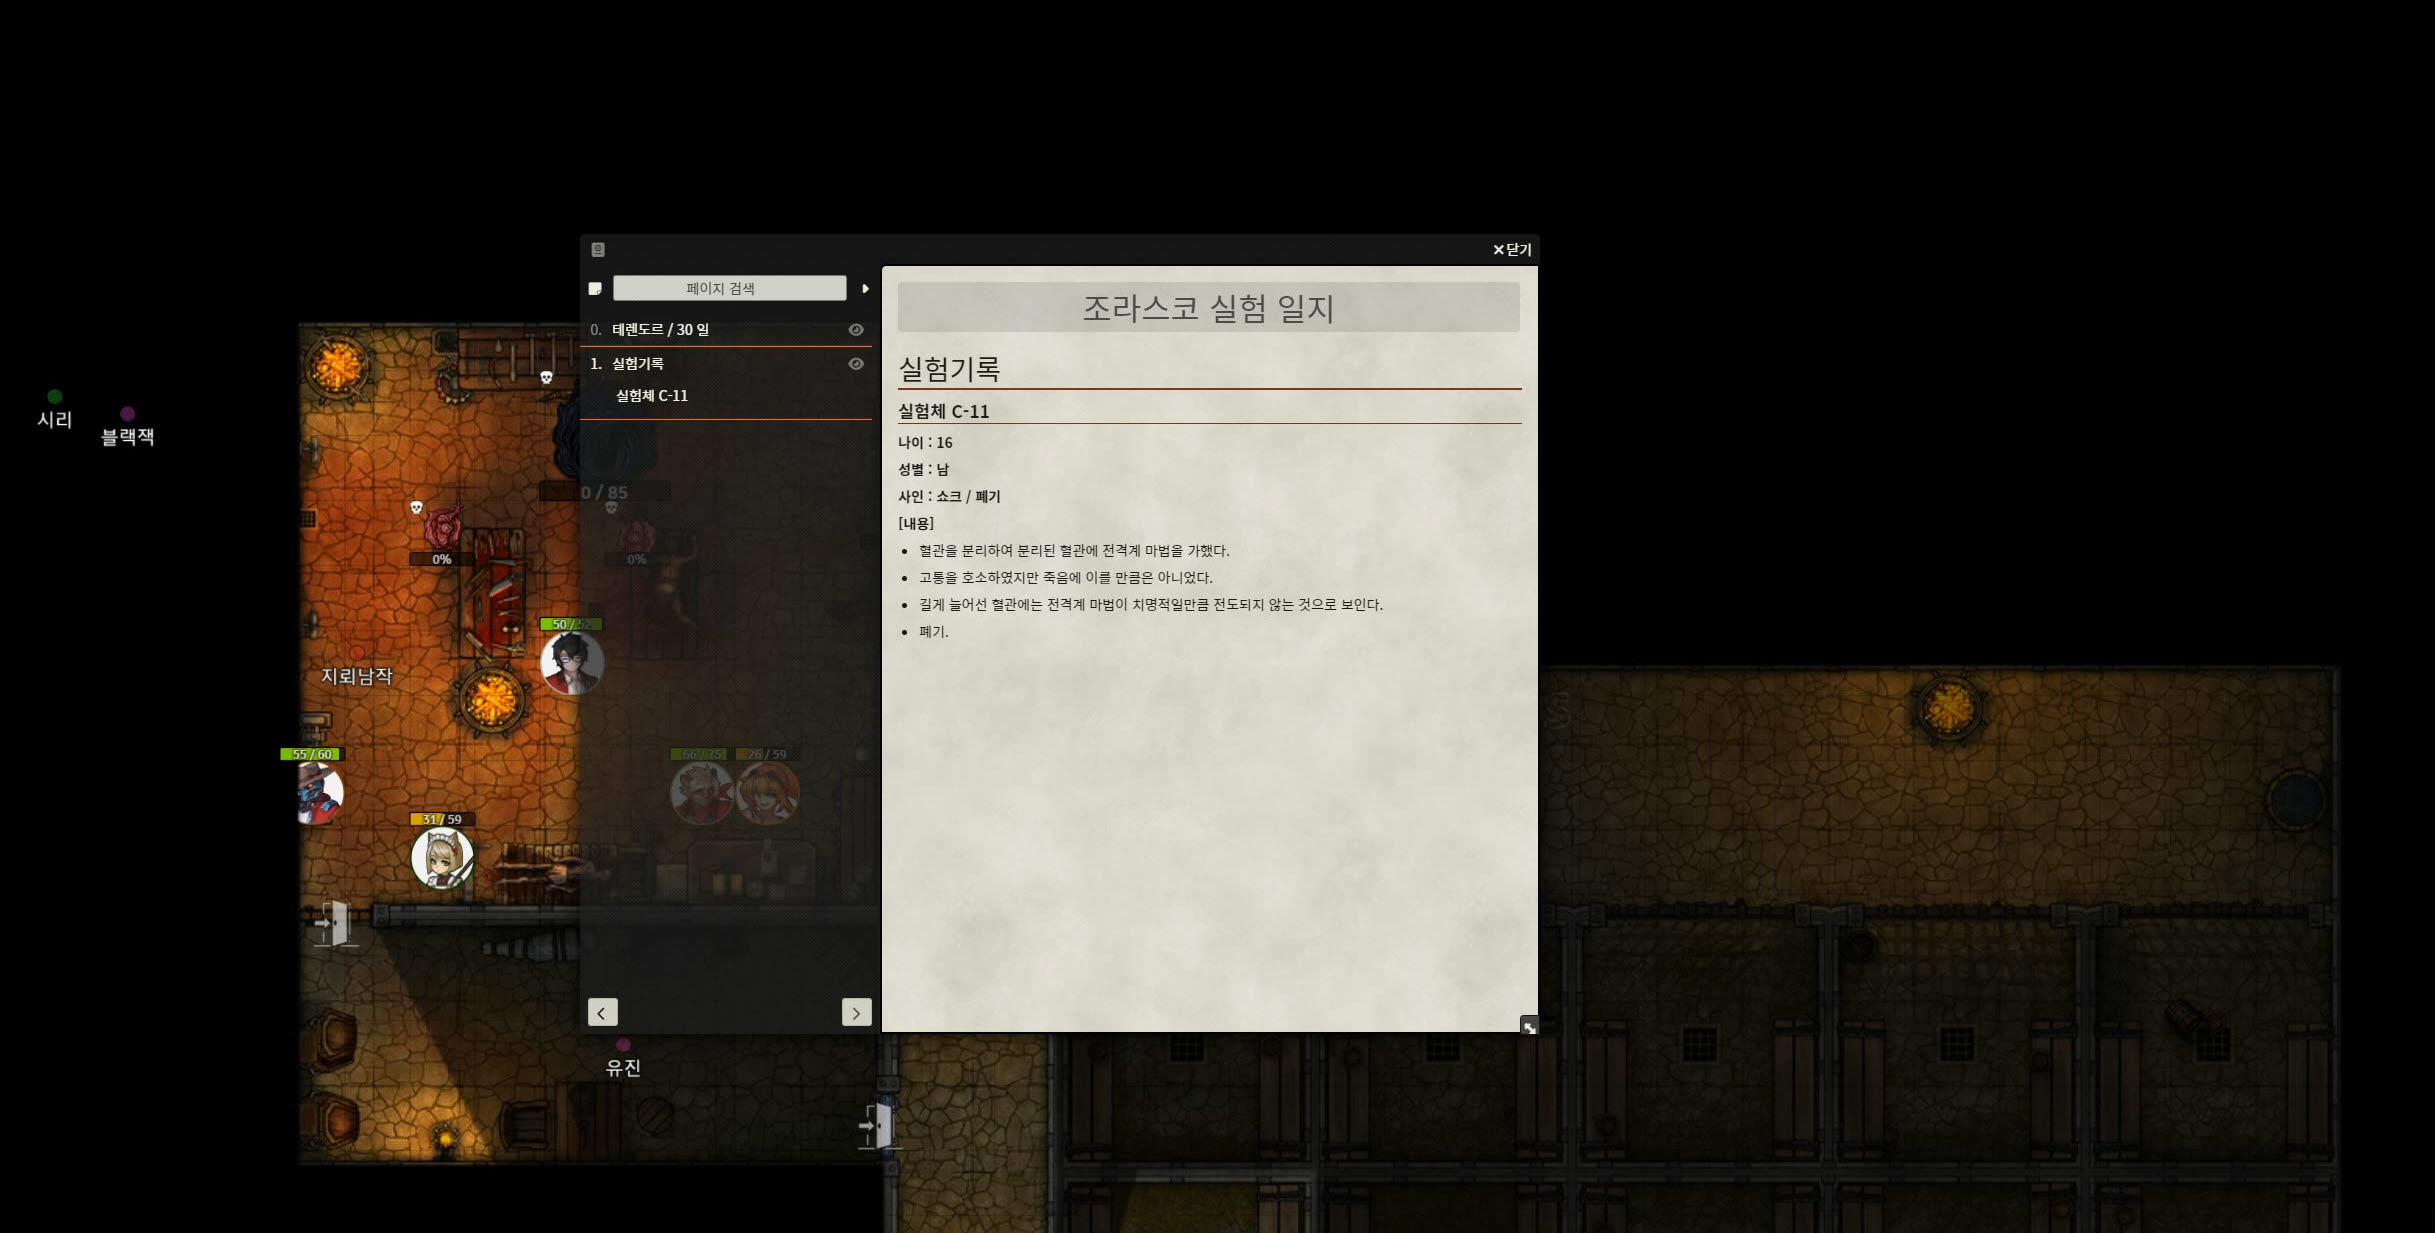 닫기
페이지 검색
0. 테렌도르 / 30 일
1. 실험기록
실험체 C-11
조라스코 실험 일지
실험기록
실험체 C-11
나이 : 16
성별 : 남
사인 : 쇼크 / 폐기
[내용]
• 혈관을 분리하여 분리된 혈관에 전격계 마법을 가했다.
• 고통을 호소하였지만 죽음에 이를 만큼은 아니었다.
• 길게 늘어선 혈관에는 전격계 마법이 치명적일만큼 전도되지 않는 것으로 보인다.
• 폐기.
시리
블랙잭
0 / 85
0%
0%
50 / 52
지뢰남작
55 / 60
66 / 75
26 / 59
31 / 59
유진